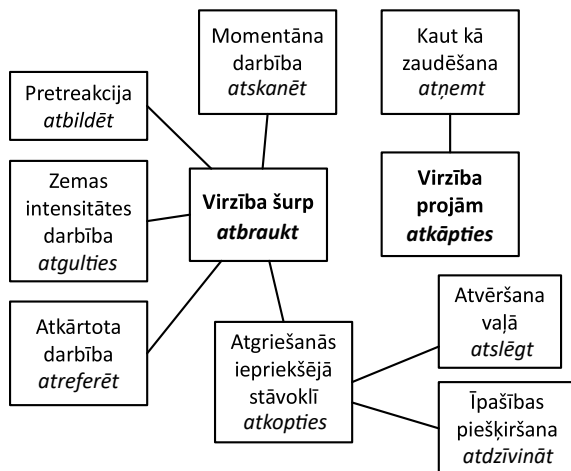 Momentāna
darbība
atskanēt
Kaut kā
zaudēšana
atņemt
Pretreakcija
atbildēt
Zemas
intensitātes
darbība
atgulties
Virzība šurp
atbraukt
Virzība
projām
atkāpties
Atkārtota
darbība
atreferēt
Atgriešanās
iepriekšējā
stāvoklī
atkopties
Atvēršana
vaļā
atslēgt
Īpašības
piešķiršana
atdzīvināt